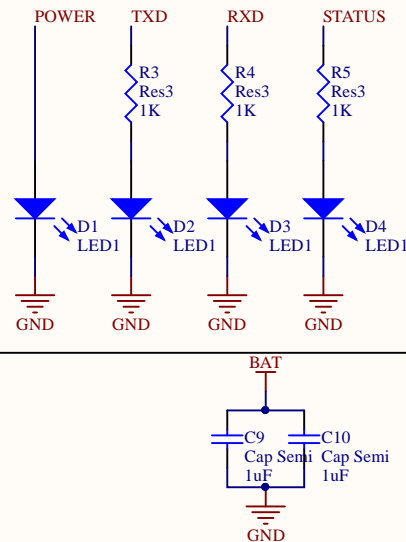 POWER
TXD
RXD
STATUS
R3
Res3
1K
R4
Res3
1K
R5
Res3
1K
D1
LED1
D2
LED1
D3
LED1
D4
LED1
GND
GND
GND
GND
BAT
C9
Cap Semi
1uF
C10
Cap Semi
1uF
GND